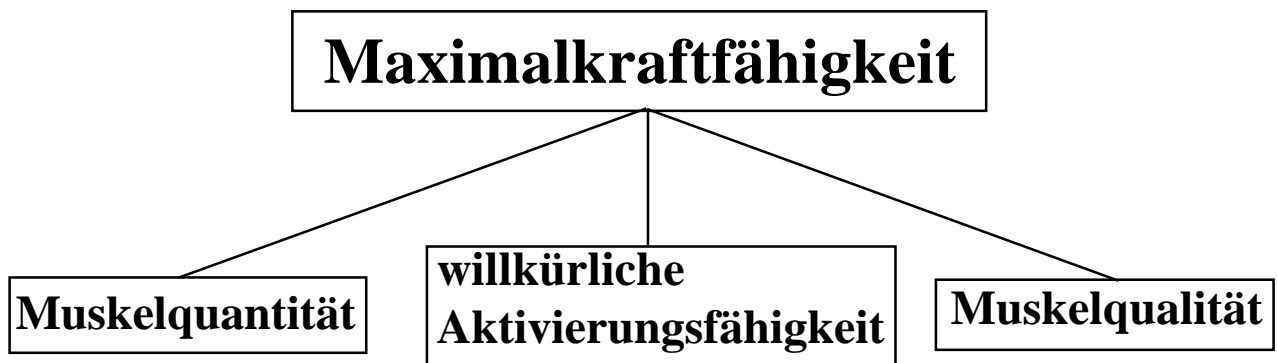 Maximalkraftfähigkeit
Muskelquantität
willkürliche
Aktivierungsfähigkeit
Muskelqualität